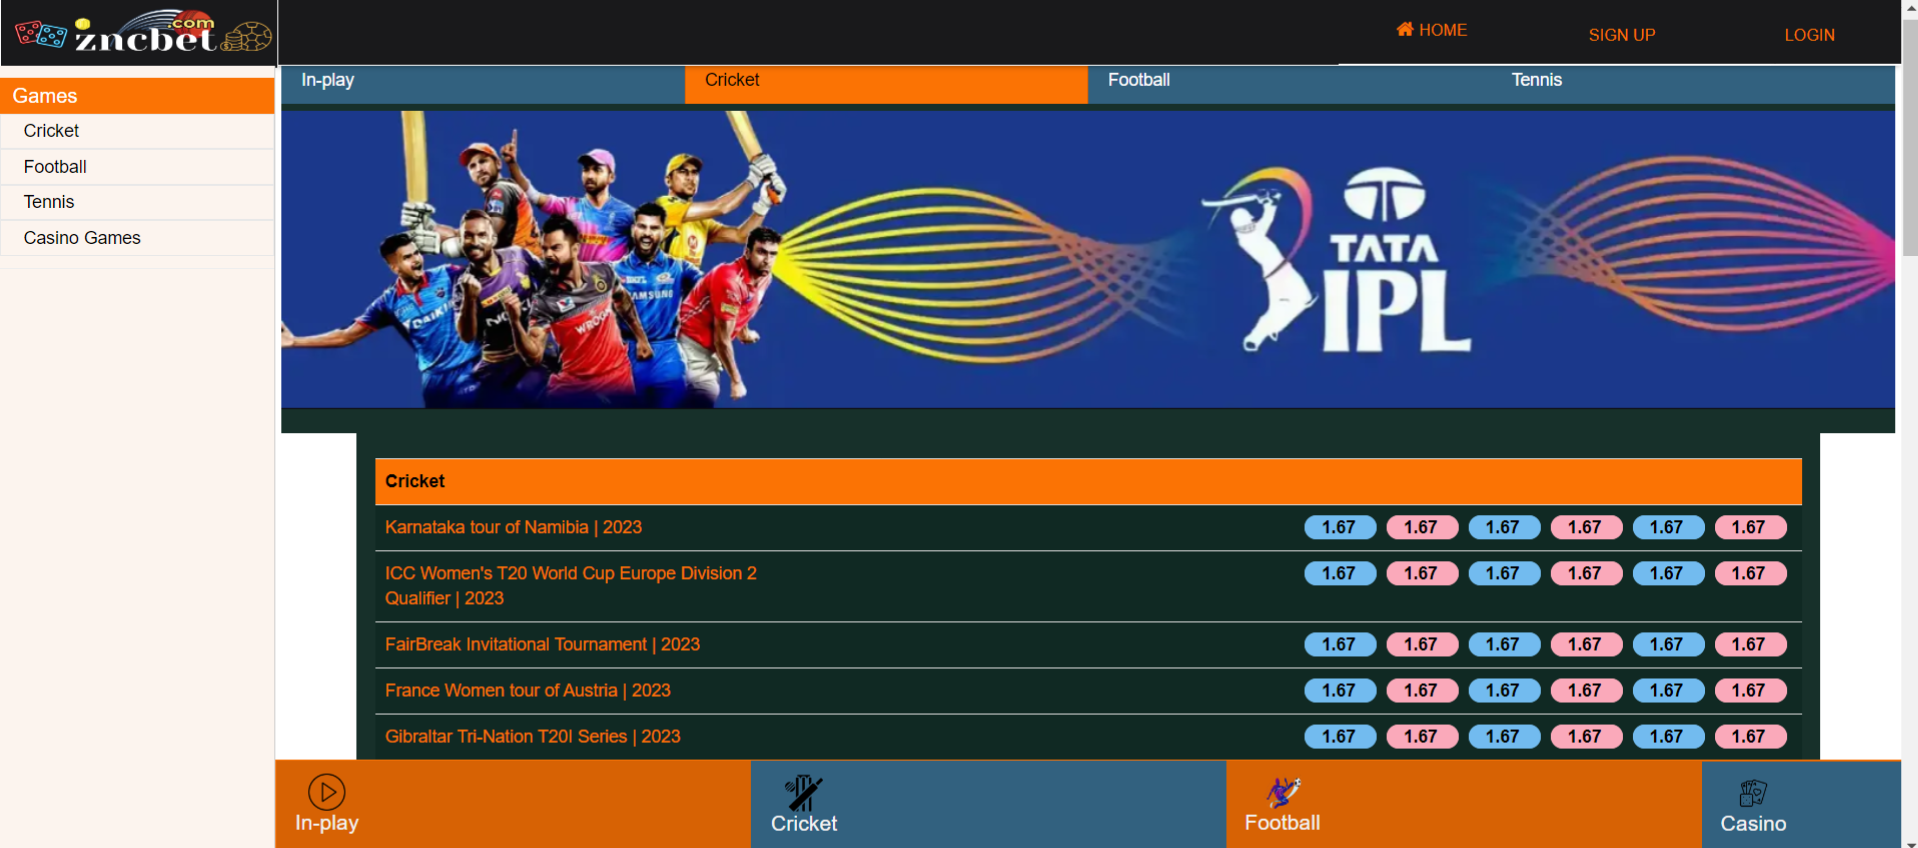 .com
zncbet
HOME
SIGN UP
LOGIN
Games
Cricket
Football
Tennis
Casino Games
In-play
Cricket
Football
Tennis
DAIKI
SAMSUNG
WROGN
TATA
IPL
Cricket
Karnataka tour of Namibia | 2023
1.67 1.67 1.67 1.67 1.67 1.67
ICC Women's T20 World Cup Europe Division 2
Qualifier | 2023
1.67 1.67 1.67 1.67 1.67 1.67
FairBreak Invitational Tournament | 2023
1.67 1.67 1.67 1.67 1.67 1.67
France Women tour of Austria | 2023
1.67 1.67 1.67 1.67 1.67 1.67
Gibraltar Tri-Nation T20I Series | 2023
1.67 1.67 1.67 1.67 1.67 1.67
In-play
Cricket
Football
Casino